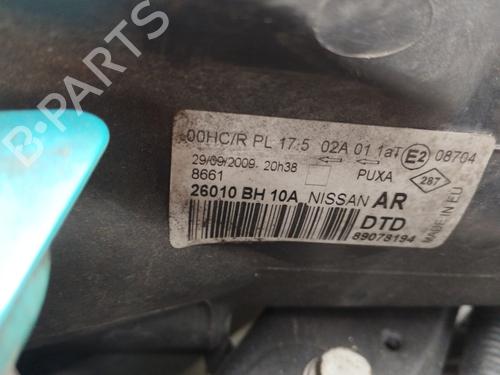 00HC/R PL 17.5 02A 01 1aT E2 08704
29/09/2009 20h38 PUXA 28T
8661
26010 BH 10A NISSAN AR
DTD
89078194
MADE IN EU
B-PARTS